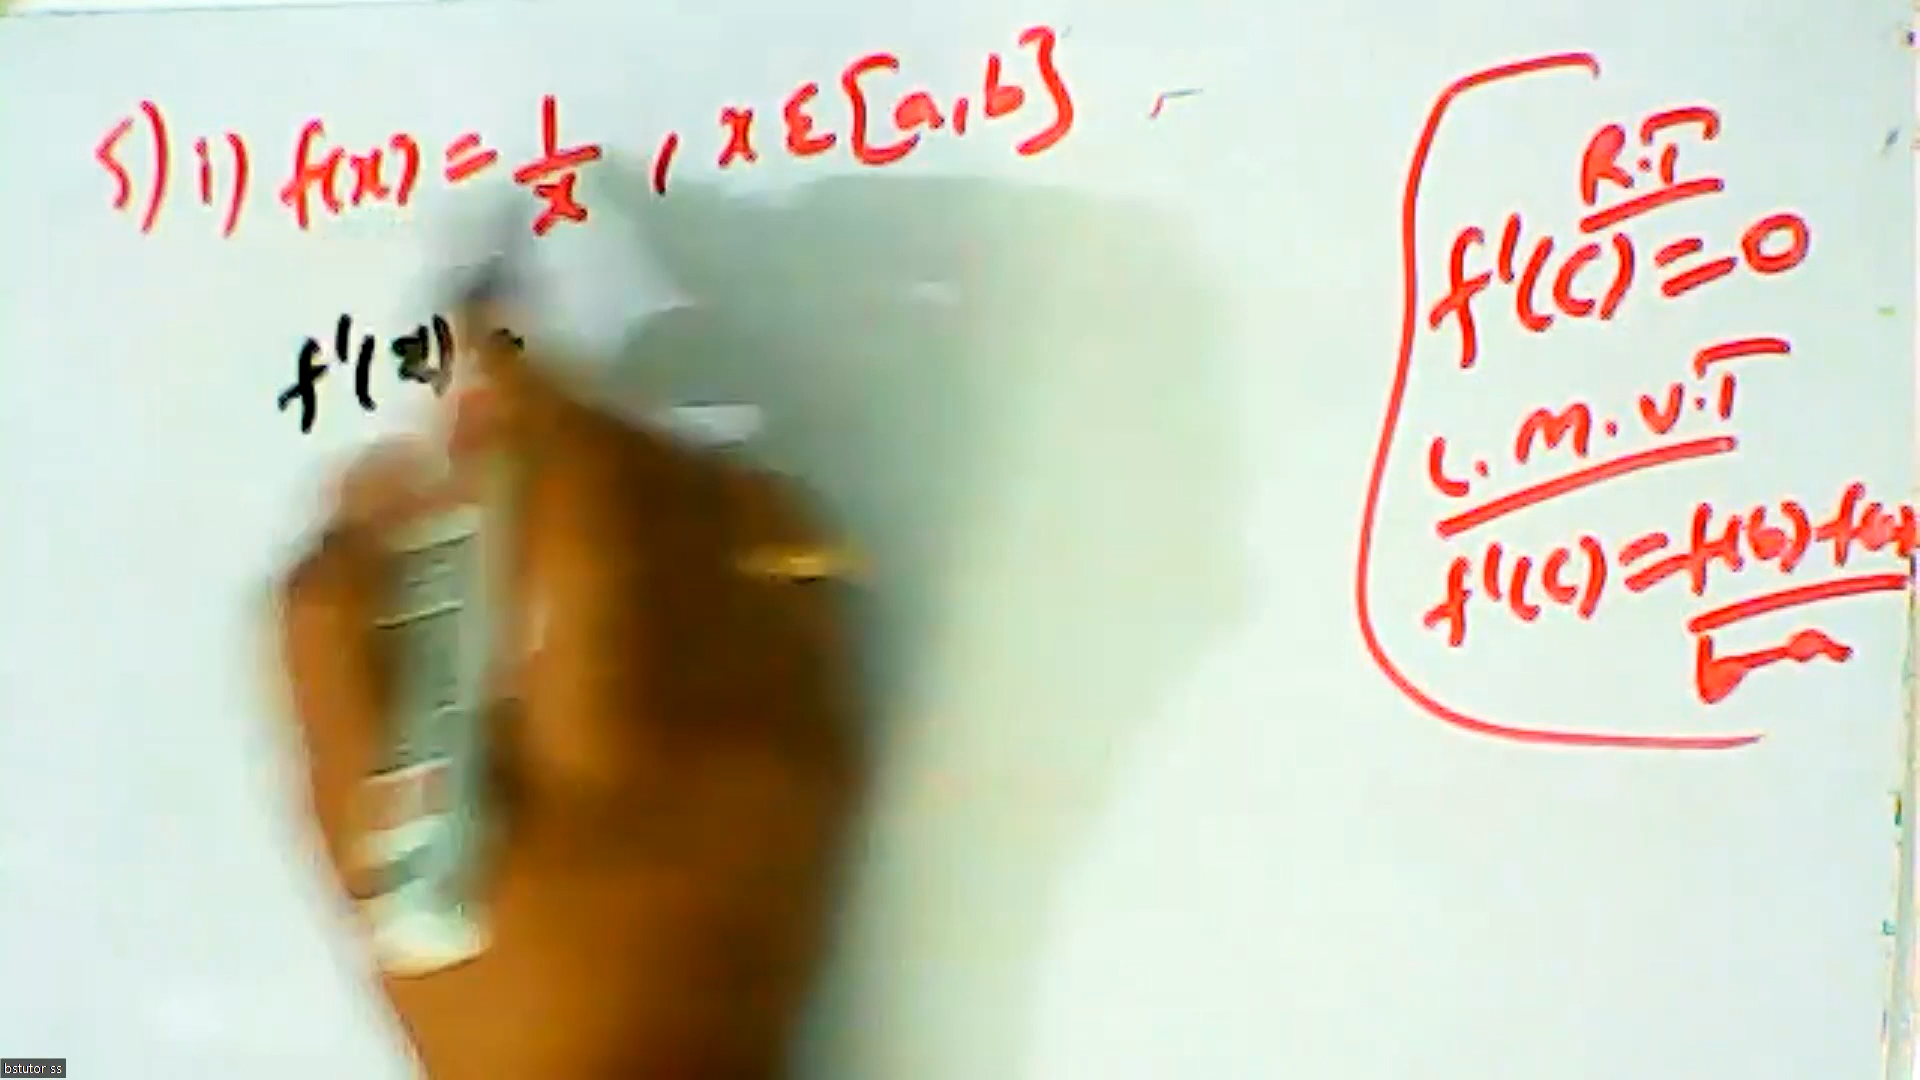 5) i) f(x) = 1/x , x ∈ [a,b]
f'(x) =
R.T
f'(c) = 0
L.M.V.T
f'(c) = f(b) f(a)
b-a
bstutor ss